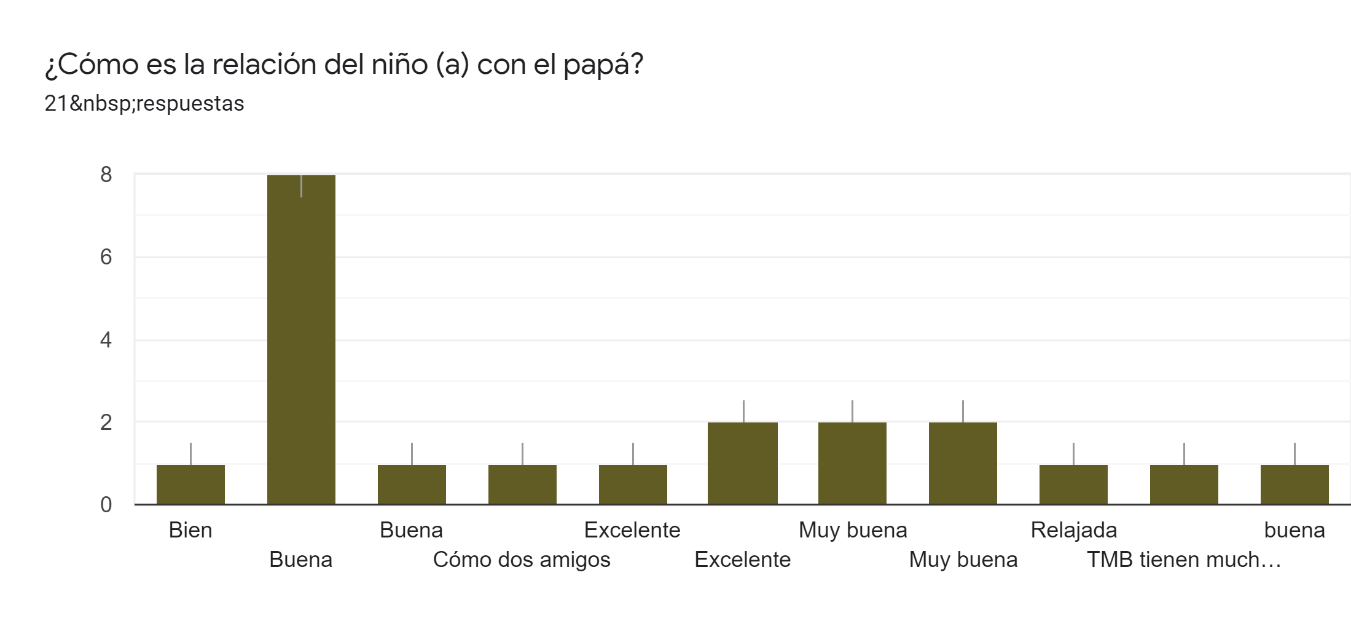 ¿Cómo es la relación del niño (a) con el papá?
21&nbsp;respuestas
8
6
4
2
0
Bien
Buena
Buena
Cómo dos amigos
Excelente
Excelente
Muy buena
Muy buena
Relajada
TMB tienen much…
buena